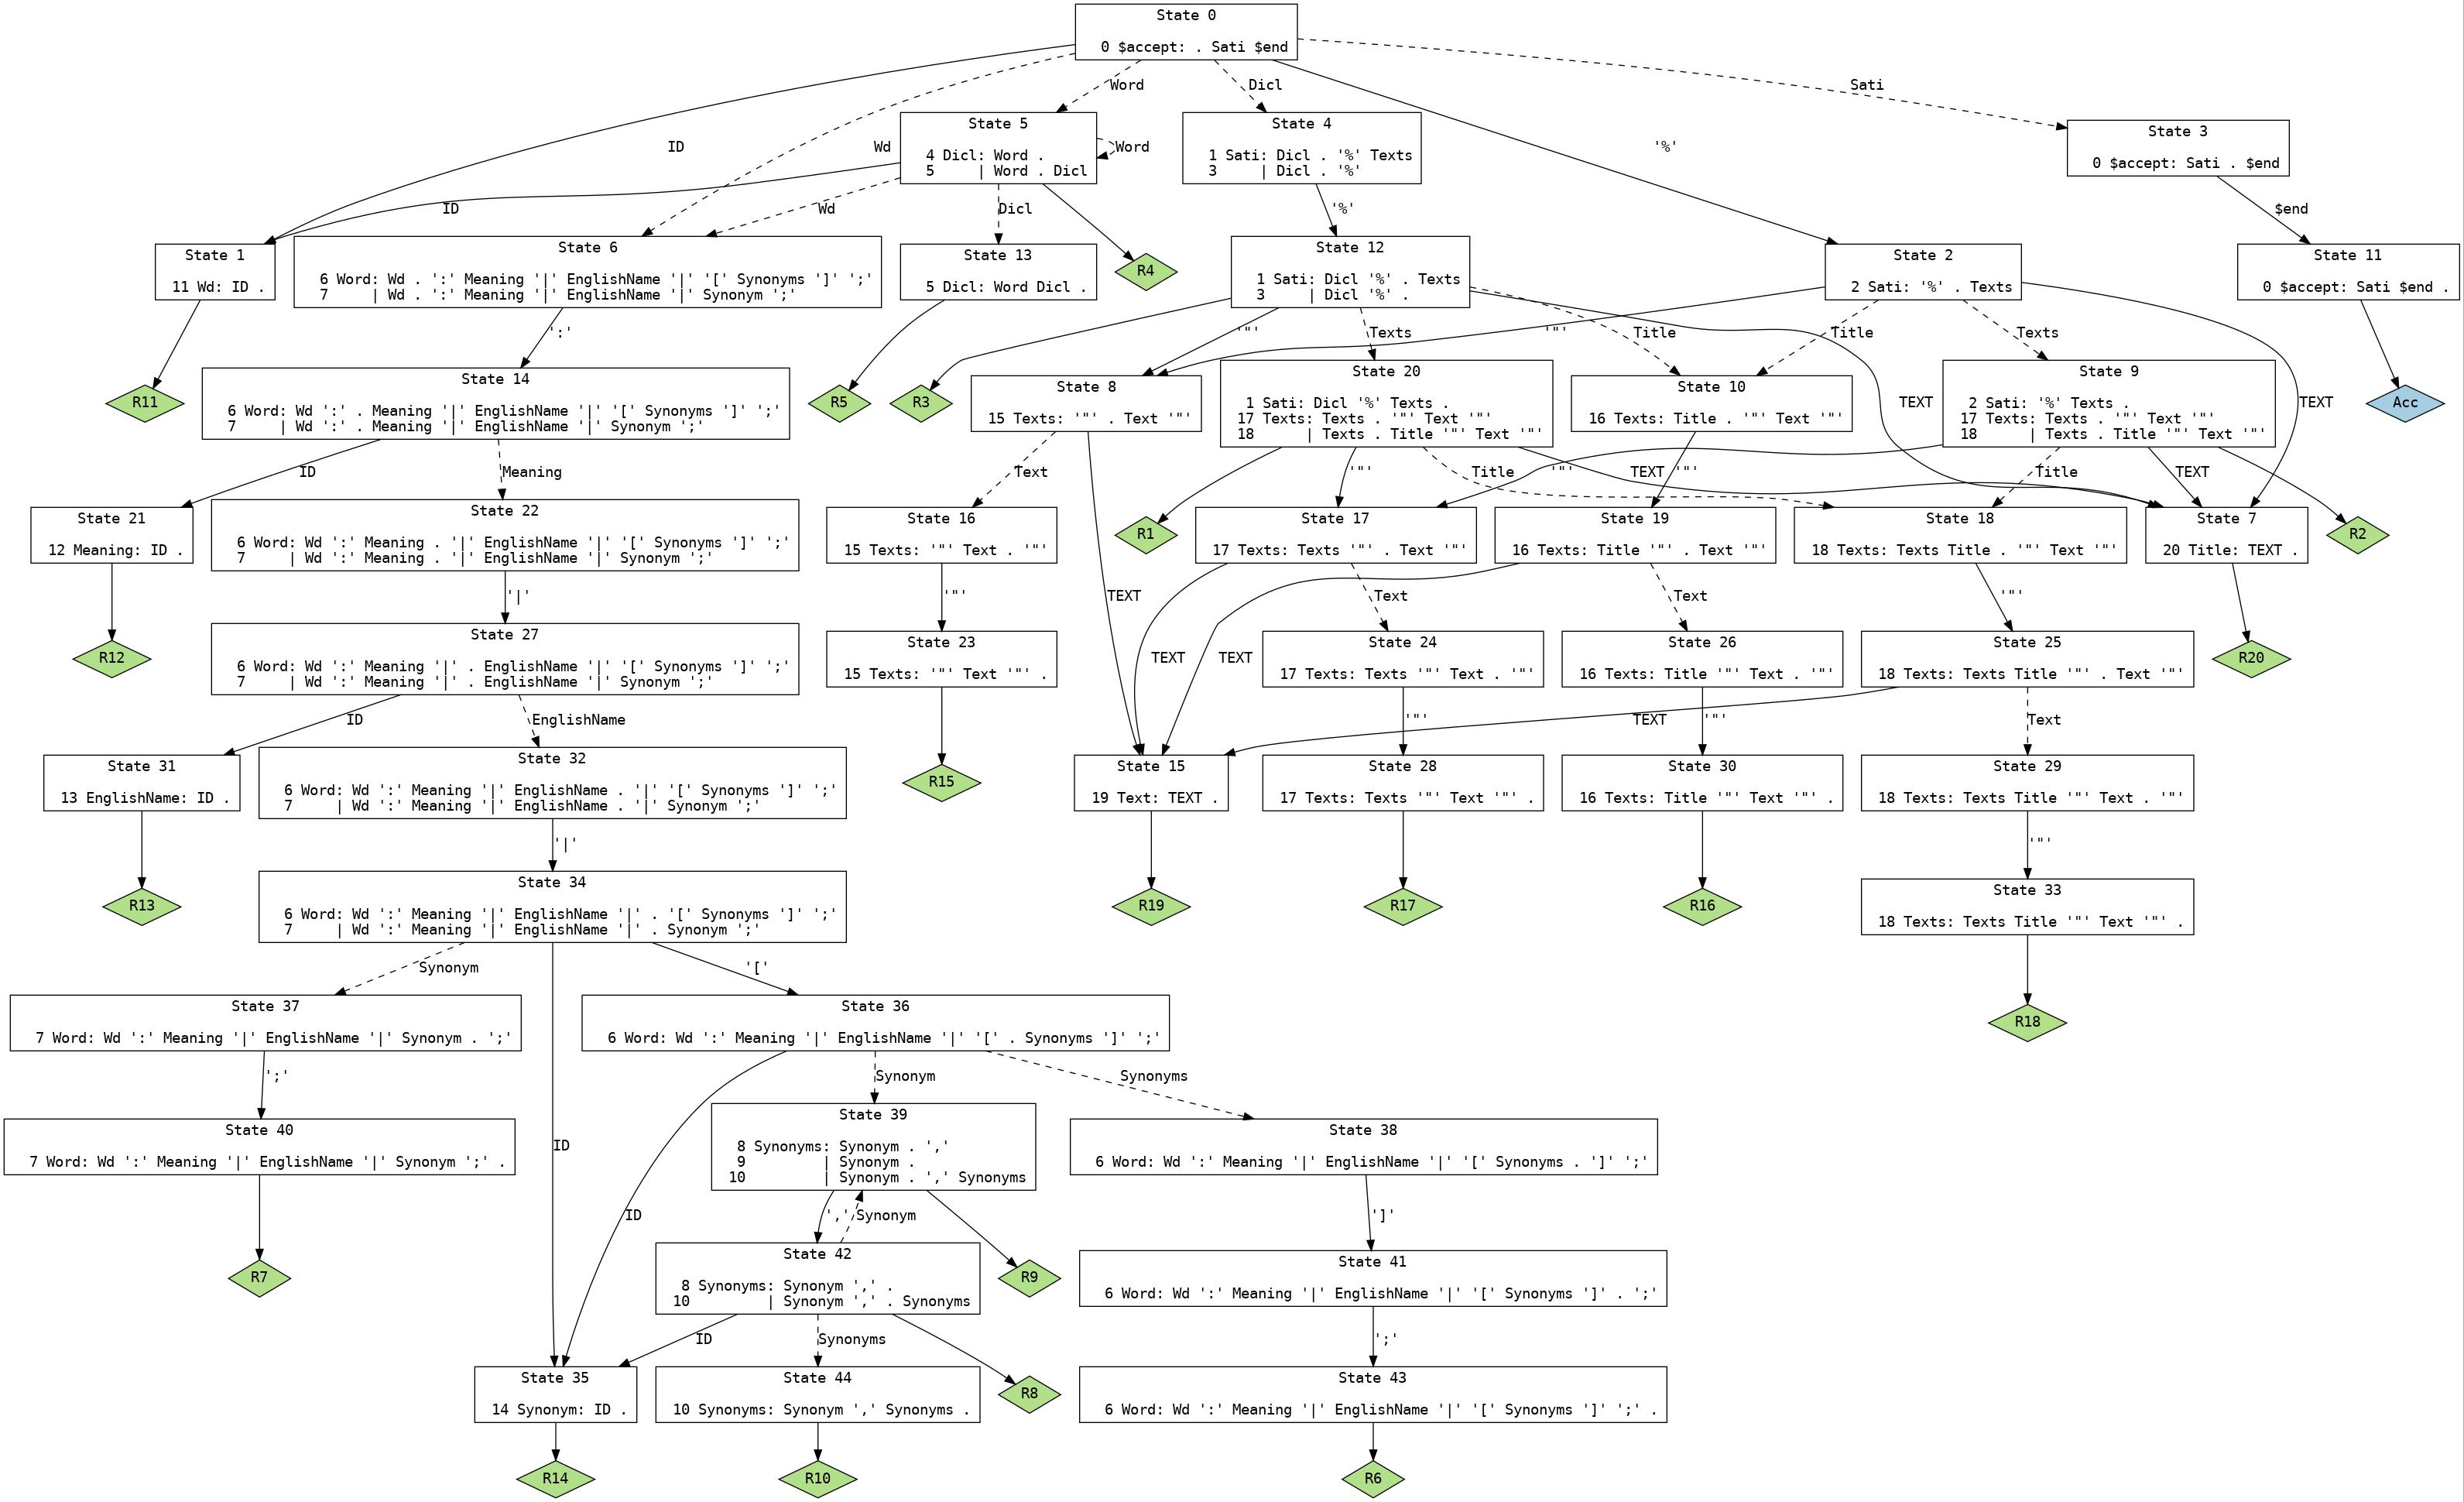 State 0
0 $accept: . Sati $end
Word
Dicl
Sati
ID
Wd
'%'
State 5
4 Dicl: Word .
5 | Word . Dicl
Word
State 4
1 Sati: Dicl . '%' Texts
3 | Dicl . '%'
State 3
0 $accept: Sati . $end
ID
Wd
Dicl
'%'
$end
State 1
11 Wd: ID .
State 6
6 Word: Wd . ':' Meaning '|' EnglishName '|' '[' Synonyms ']' ';'
7 | Wd . ':' Meaning '|' EnglishName '|' Synonym ';'
State 13
5 Dicl: Word Dicl .
R4
State 12
1 Sati: Dicl '%' . Texts
3 | Dicl '%' .
State 2
2 Sati: '%' . Texts
State 11
0 $accept: Sati $end .
':'
'"'
Texts
'"'
Title
Title
Texts
R11
State 14
6 Word: Wd ':' . Meaning '|' EnglishName '|' '[' Synonyms ']' ';'
7 | Wd ':' . Meaning '|' EnglishName '|' Synonym ';'
R5
R3
State 8
15 Texts: '"' . Text '"'
State 20
1 Sati: Dicl '%' Texts .
17 Texts: Texts . '"' Text '"'
18 | Texts . Title '"' Text '"'
State 10
16 Texts: Title . '"' Text '"'
TEXT
State 9
2 Sati: '%' Texts .
17 Texts: Texts . '"' Text '"'
18 | Texts . Title '"' Text '"'
TEXT
Acc
ID
Meaning
Text
'"'
Title
'"'
TEXT
'"'
Title
TEXT
State 21
12 Meaning: ID .
State 22
6 Word: Wd ':' Meaning . '|' EnglishName '|' '[' Synonyms ']' ';'
7 | Wd ':' Meaning . '|' EnglishName '|' Synonym ';'
State 16
15 Texts: '"' Text . '"'
R1
State 17
17 Texts: Texts '"' . Text '"'
State 19
16 Texts: Title '"' . Text '"'
State 18
18 Texts: Texts Title . '"' Text '"'
State 7
20 Title: TEXT .
R2
'|'
'"'
TEXT
Text
Text
'"'
R12
State 27
6 Word: Wd ':' Meaning '|' . EnglishName '|' '[' Synonyms ']' ';'
7 | Wd ':' Meaning '|' . EnglishName '|' Synonym ';'
State 23
15 Texts: '"' Text '"' .
TEXT
TEXT
State 24
17 Texts: Texts '"' Text . '"'
State 26
16 Texts: Title '"' Text . '"'
State 25
18 Texts: Texts Title '"' . Text '"'
R20
ID
EnglishName
'"'
'"'
TEXT
Text
State 31
13 EnglishName: ID .
State 32
6 Word: Wd ':' Meaning '|' EnglishName . '|' '[' Synonyms ']' ';'
7 | Wd ':' Meaning '|' EnglishName . '|' Synonym ';'
R15
State 15
19 Text: TEXT .
State 28
17 Texts: Texts '"' Text '"' .
State 30
16 Texts: Title '"' Text '"' .
State 29
18 Texts: Texts Title '"' Text . '"'
'|'
'"'
R13
State 34
6 Word: Wd ':' Meaning '|' EnglishName '|' . '[' Synonyms ']' ';'
7 | Wd ':' Meaning '|' EnglishName '|' . Synonym ';'
R19
R17
R16
State 33
18 Texts: Texts Title '"' Text '"' .
Synonym
'['
State 37
7 Word: Wd ':' Meaning '|' EnglishName '|' Synonym . ';'
State 36
6 Word: Wd ':' Meaning '|' EnglishName '|' '[' . Synonyms ']' ';'
R18
';'
Synonym
Synonyms
State 40
7 Word: Wd ':' Meaning '|' EnglishName '|' Synonym ';' .
ID
State 39
8 Synonyms: Synonym . ','
9 | Synonym .
10 | Synonym . ',' Synonyms
State 38
6 Word: Wd ':' Meaning '|' EnglishName '|' '[' Synonyms . ']' ';'
ID
','
Synonym
']'
R7
State 42
8 Synonyms: Synonym ',' .
10 | Synonym ',' . Synonyms
R9
State 41
6 Word: Wd ':' Meaning '|' EnglishName '|' '[' Synonyms ']' . ';'
ID
Synonyms
';'
State 35
14 Synonym: ID .
State 44
10 Synonyms: Synonym ',' Synonyms .
R8
State 43
6 Word: Wd ':' Meaning '|' EnglishName '|' '[' Synonyms ']' ';' .
R14
R10
R6